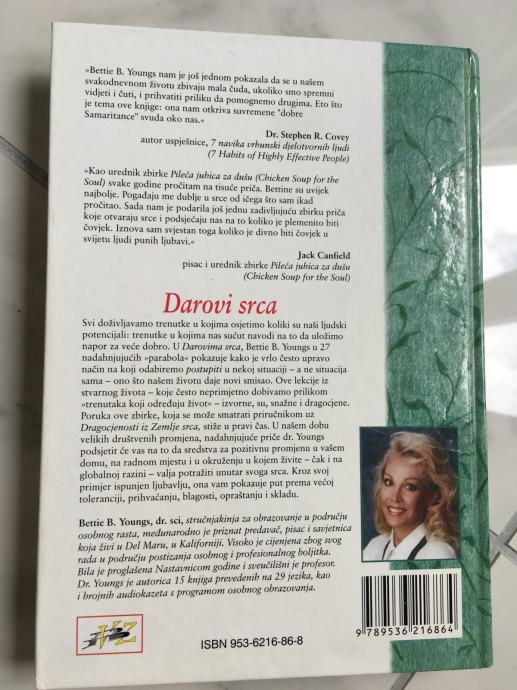 »Bettie B. Youngs nam je još jednom pokazala da se u našem
svakodnevnom životu zbivaju mala čuda, ukoliko smo spremni
vidjeti i čuti, i prihvatiti priliku da pomognemo drugima. Eto što
je tema ove knjige: ona nam otkriva suvremene "dobre
Samaritance" svuda oko nas.«
Dr. Stephen R. Covey
autor uspješnice, 7 navika vrhunski djelotvornih ljudi
(7 Habits of Highly Effective People)
»Kao urednik zbirke Pileća juhica za dušu (Chicken Soup for the
Soul) svake godine pročitam na tisuće priča. Bettine su uvijek
najbolje. Pogađaju me dublje u srce od ičega što sam ikad
pročitao. Sada nam je podarila još jednu zadivljujuću zbirku priča
koje otvaraju srce i podsjećaju nas na to koliko je plemenito biti
čovjek. Iznova sam svjestan toga koliko je divno biti čovjek u
svijetu ljudi punih ljubavi.«
Jack Canfield
pisac i urednik zbirke Pileća juhica za dušu
(Chicken Soup for the Soul)
Darovi srca
Svi doživljavamo trenutke u kojima osjetimo koliki su naši ljudski
potencijali: trenutke u kojima nas sućut navodi na to da uložimo
napor za veće dobro. U Darovima srca, Bettie B. Youngs u 27
nadahnjujućih »parabola« pokazuje kako je vrlo često upravo
način na koji odabiremo postupiti u nekoj situaciji – a ne situacija
sama – ono što našem životu daje novi smisao. Ove lekcije iz
stvarnog života – koje često neprimjetno dobivamo prilikom
»trenutaka koji određuju život« – izvorne, su, snažne i dragocjene.
Poruka ove zbirke, koja se može smatrati priručnikom uz
Dragocjenosti iz Zemlje srca, stiže u pravi čas. U našem dobu
velikih društvenih promjena, nadahnjujuće priče dr. Youngs
podsjetit će vas na to da sredstva za pozitivnu promjenu u vašem
domu, na radnom mjestu i u okruženju u kojem živite – čak i na
globalnoj razini – valja potražiti unutar svoga srca. Kroz svoj
primjer ispunjen ljubavlju, ona vam pokazuje put prema većoj
toleranciji, prihvaćanju, blagosti, opraštanju i skladu.
Bettie B. Youngs, dr. sci, stručnjakinja za obrazovanje u području
osobnog rasta, međunarodno je priznat predavač, pisac i savjetnica
koja živi u Del Maru, u Kaliforniji. Visoko je cijenjena zbog svog
rada u području postizanja osobnog i profesionalnog boljitka.
Bila je proglašena Nastavnicom godine i sveučilišni je profesor.
Dr. Youngs je autorica 15 knjiga prevedenih na 29 jezika, kao
i brojnih audiokazeta s programom osobnog obrazovanja.
VZ
ISBN 953-6216-86-8
9 789536 216864